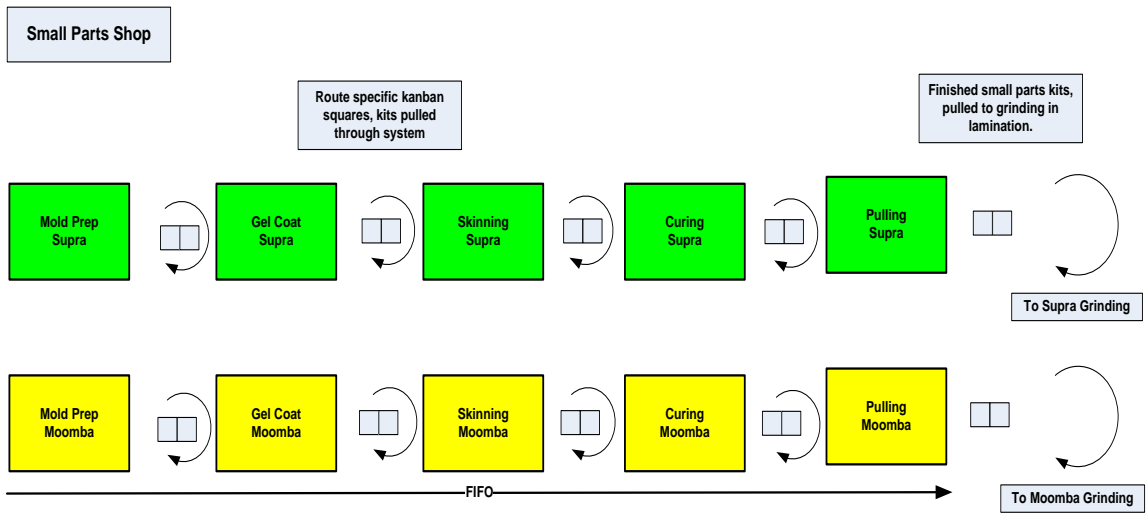 Small Parts Shop
Route specific kanban
squares, kits pulled
through system
Finished small parts kits,
pulled to grinding in
lamination.
Mold Prep
Supra
Gel Coat
Supra
Skinning
Supra
Curing
Supra
Pulling
Supra
To Supra Grinding
Mold Prep
Moomba
Gel Coat
Moomba
Skinning
Moomba
Curing
Moomba
Pulling
Moomba
FIFO
To Moomba Grinding